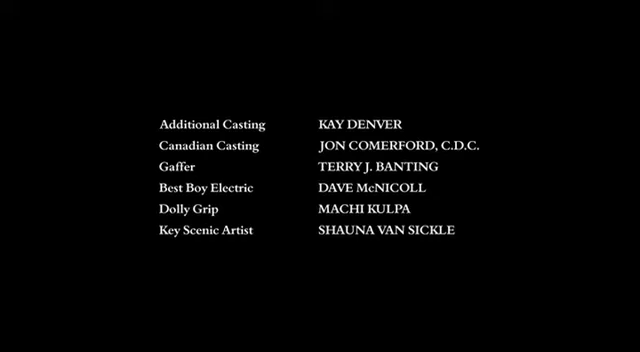 Additional Casting KAY DENVER
Canadian Casting JON COMERFORD, C.D.C.
Gaffer TERRY J. BANTING
Best Boy Electric DAVE McNICOLL
Dolly Grip MACHI KULPA
Key Scenic Artist SHAUNA VAN SICKLE